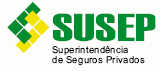 SUSEP
Superintendência
de Seguros Privados